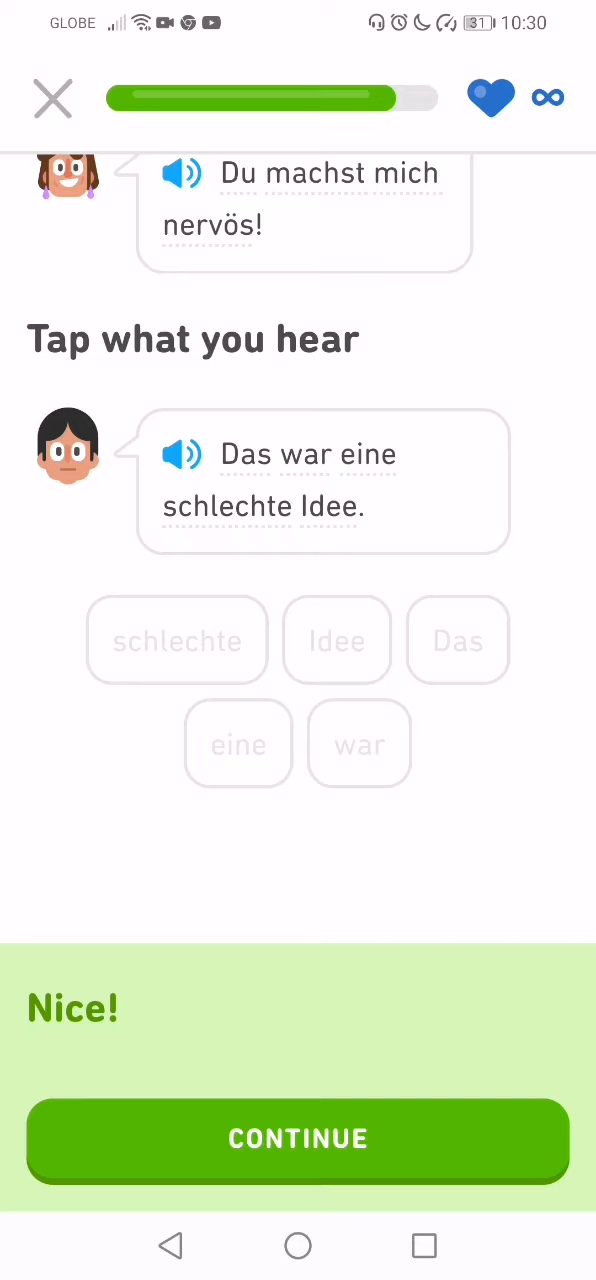 GLOBE 31 10:30
Du machst mich
nervös!
Tap what you hear
Das war eine
schlechte Idee.
schlechte Idee Das
eine war
Nice!
CONTINUE